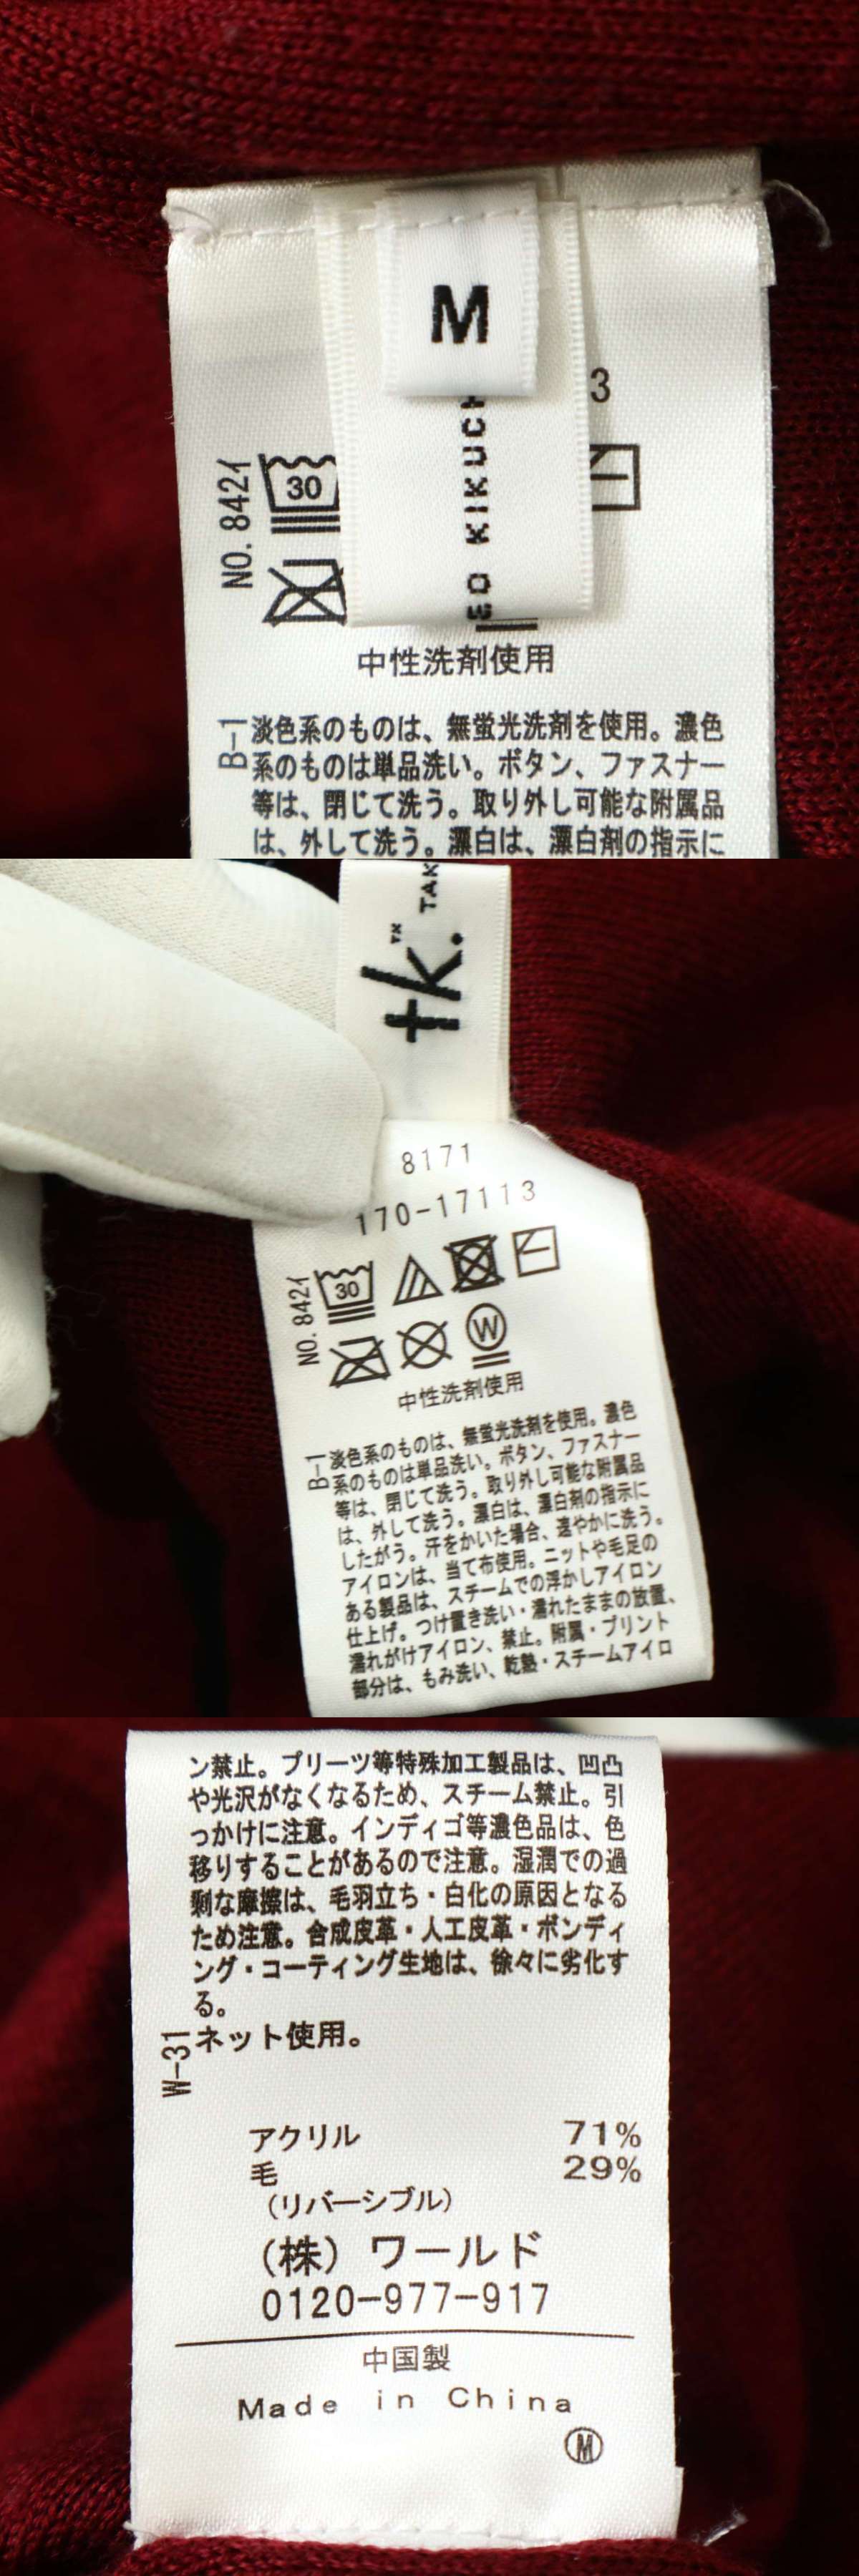 M
3
EO KIKUCH
NO. 8421
30
中性洗剤使用
B-1
淡色系のものは、無蛍光洗剤を使用。濃色
系のものは単品洗い。ボタン、ファスナー
等は、閉じて洗う。取り外し可能な附属品
は、外して洗う。漂白は、漂白剤の指示に
tk.™ TAK
8171
170-17113
NO. 8421
30
W
中性洗剤使用
B-1
淡色系のものは、無蛍光洗剤を使用。濃色
系のものは単品洗い。ボタン、ファスナー
等は、閉じて洗う。取り外し可能な附属品
は、外して洗う。漂白は、漂白剤の指示に
したがう。汗をかいた場合、速やかに洗う。
アイロンは、当て布使用。ニットや毛足の
ある製品は、スチームでの浮かしアイロン
仕上げ。つけ置き洗い・濡れたままの放置、
濡れがけアイロン、禁止。附属・プリント
部分は、もみ洗い、乾熱・スチームアイロ
ン禁止。プリーツ等特殊加工製品は、凹凸
や光沢がなくなるため、スチーム禁止。引
っかけに注意。インディゴ等濃色品は、色
移りすることがあるので注意。湿潤での過
剰な摩擦は、毛羽立ち・白化の原因となる
ため注意。合成皮革・人工皮革・ボンディ
ング・コーティング生地は、徐々に劣化す
る。
W-31
ネット使用。
アクリル 71%
毛 29%
(リバーシブル)
(株) ワールド
0120-977-917
中国製
Made in China
Ⓜ